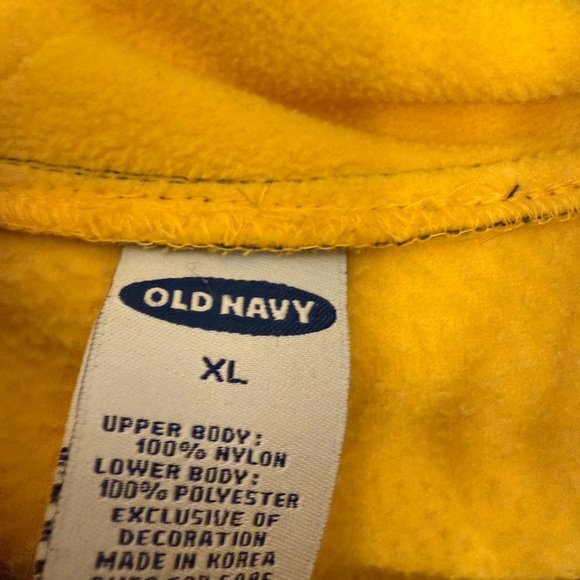 OLD NAVY
XL
UPPER BODY:
100% NYLON
LOWER BODY:
100% POLYESTER
EXCLUSIVE OF
DECORATION
MADE IN KOREA